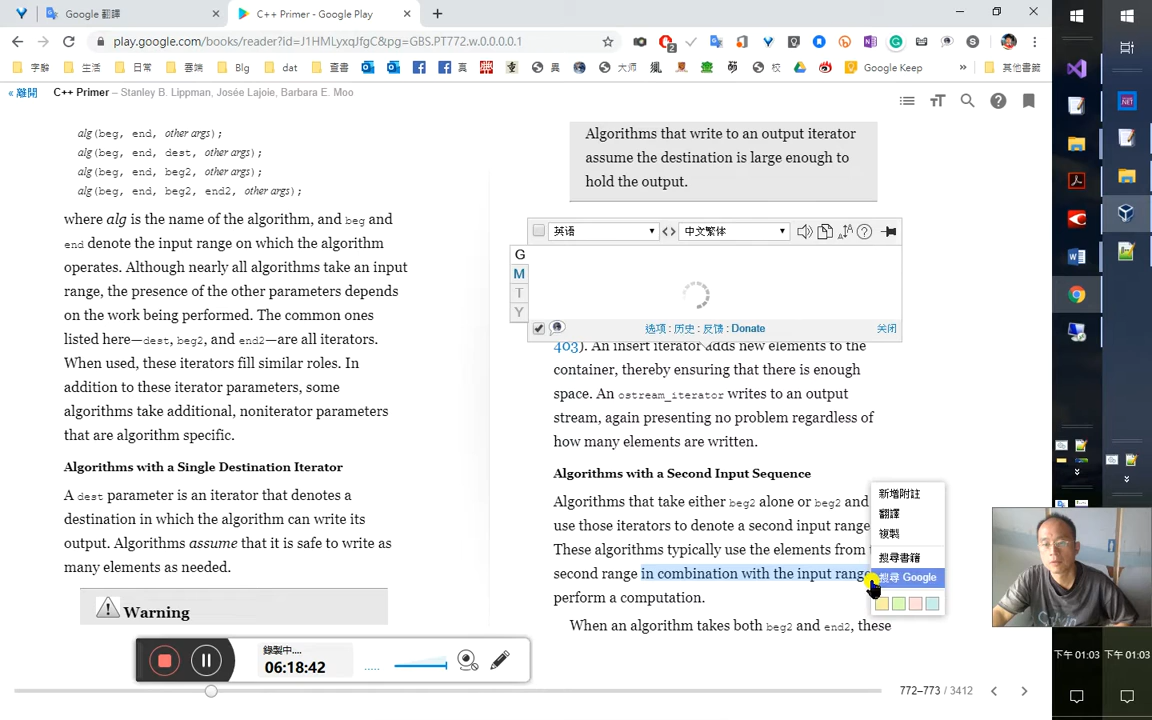 Google 翻譯
C++ Primer - Google Play
play.google.com/books/reader?id=J1HMLyxqJfgC&pg=GBS.PT772.w.0.0.0.0.1
2
字辭
生活
日常
雲端
Blg
dat
查書
真
異
大师
萌
校
Google Keep
»
其他書籤
« 離開
C++ Primer – Stanley B. Lippman, Josée Lajoie, Barbara E. Moo
alg(beg, end, other args);
alg(beg, end, dest, other args);
alg(beg, end, beg2, other args);
alg(beg, end, beg2, end2, other args);
where alg is the name of the algorithm, and beg and
end denote the input range on which the algorithm
operates. Although nearly all algorithms take an input
range, the presence of the other parameters depends
on the work being performed. The common ones
listed here—dest, beg2, and end2—are all iterators.
When used, these iterators fill similar roles. In
addition to these iterator parameters, some
algorithms take additional, noniterator parameters
that are algorithm specific.
Algorithms with a Single Destination Iterator
A dest parameter is an iterator that denotes a
destination in which the algorithm can write its
output. Algorithms assume that it is safe to write as
many elements as needed.
Warning
Algorithms that write to an output iterator
assume the destination is large enough to
hold the output.
英语
中文繁体
G
M
T
Y
选项 : 历史 : 反馈 : Donate
关闭
403). An insert iterator adds new elements to the
container, thereby ensuring that there is enough
space. An ostream_iterator writes to an output
stream, again presenting no problem regardless of
how many elements are written.
Algorithms with a Second Input Sequence
Algorithms that take either beg2 alone or beg2 and
use those iterators to denote a second input range
These algorithms typically use the elements from
second range in combination with the input range
perform a computation.
When an algorithm takes both beg2 and end2, these
新增附註
翻譯
複製
搜尋書籍
搜尋 Google
錄製中....
06:18:42
772–773 / 3412
下午 01:03
下午 01:03